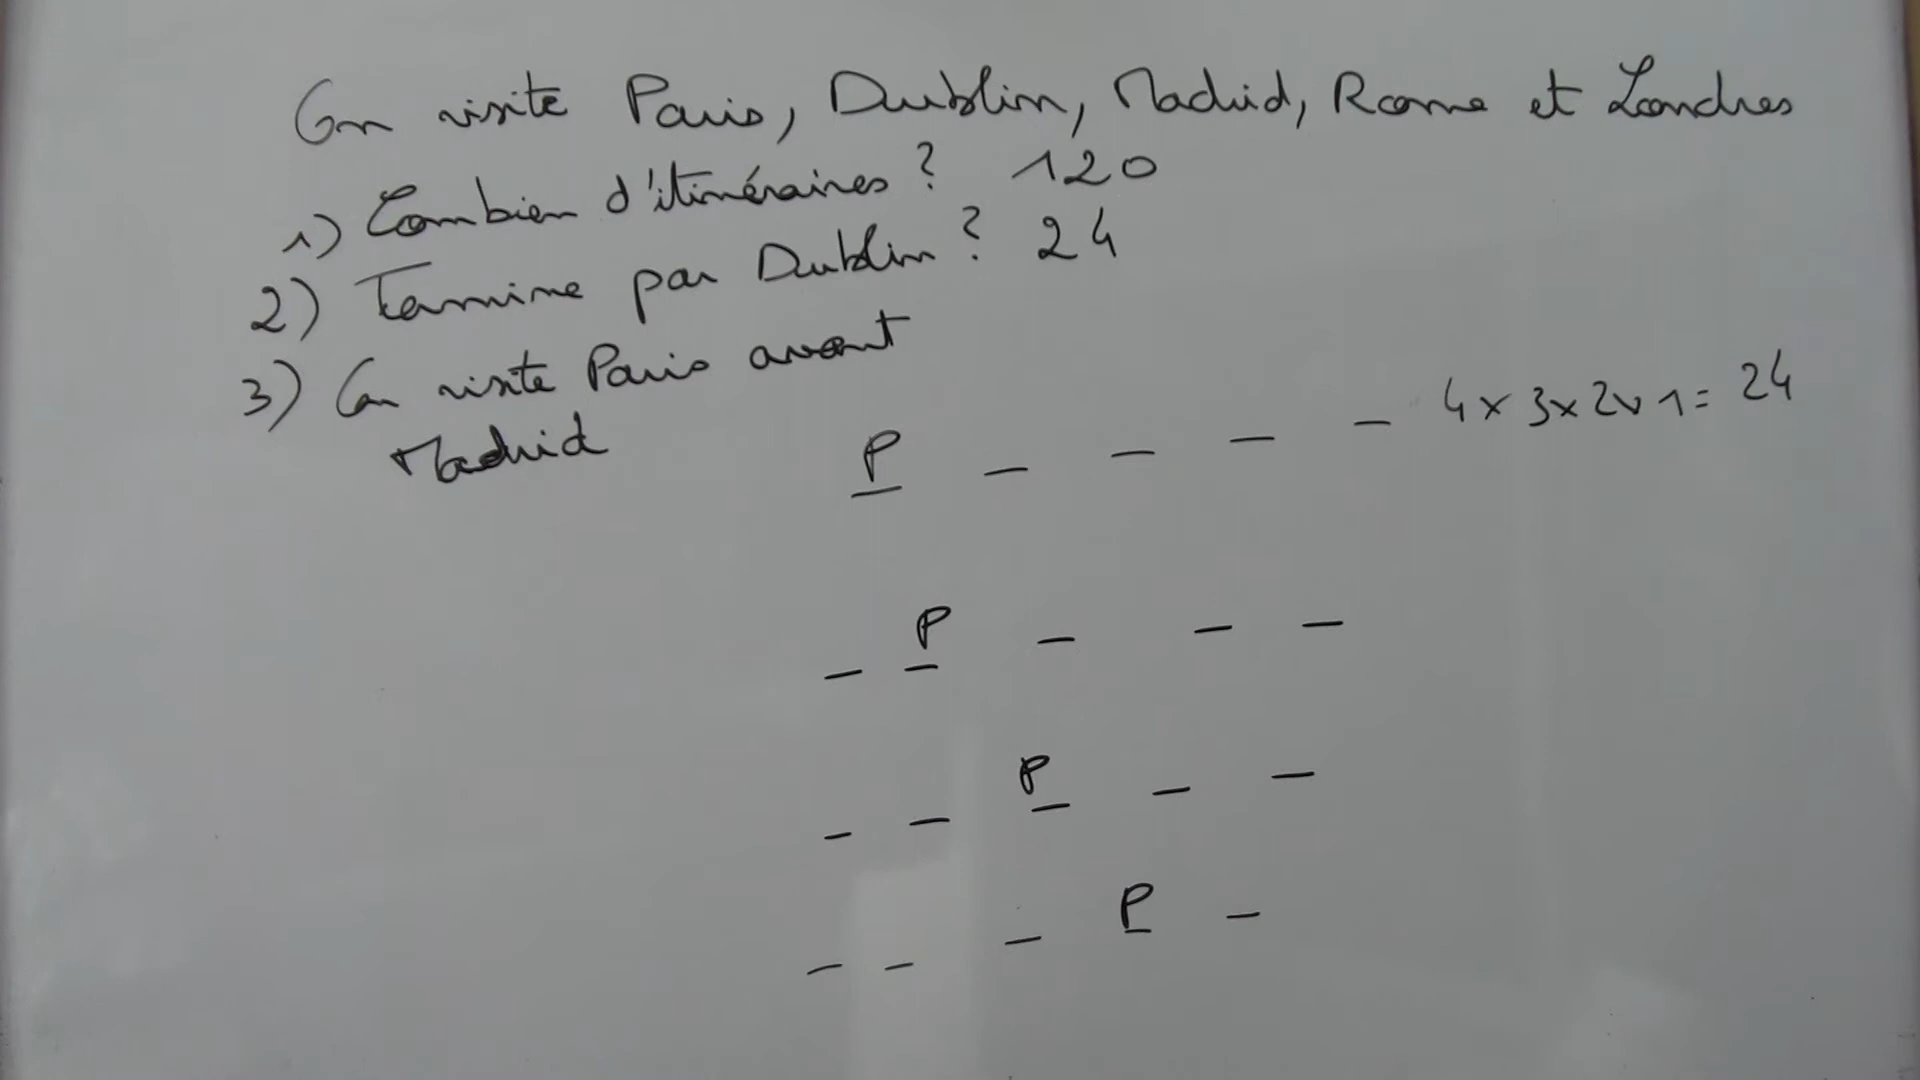 On visite Paris, Dublin, Madrid, Rome et Londres
1) Combien d'itinéraires ? 120
2) Termine par Dublin ? 24
3) On visite Paris avant
Madrid
P _ _ _ _ 4 x 3 x 2 x 1 = 24
_ P _ _ _
_ _ P _ _
_ _ _ P _